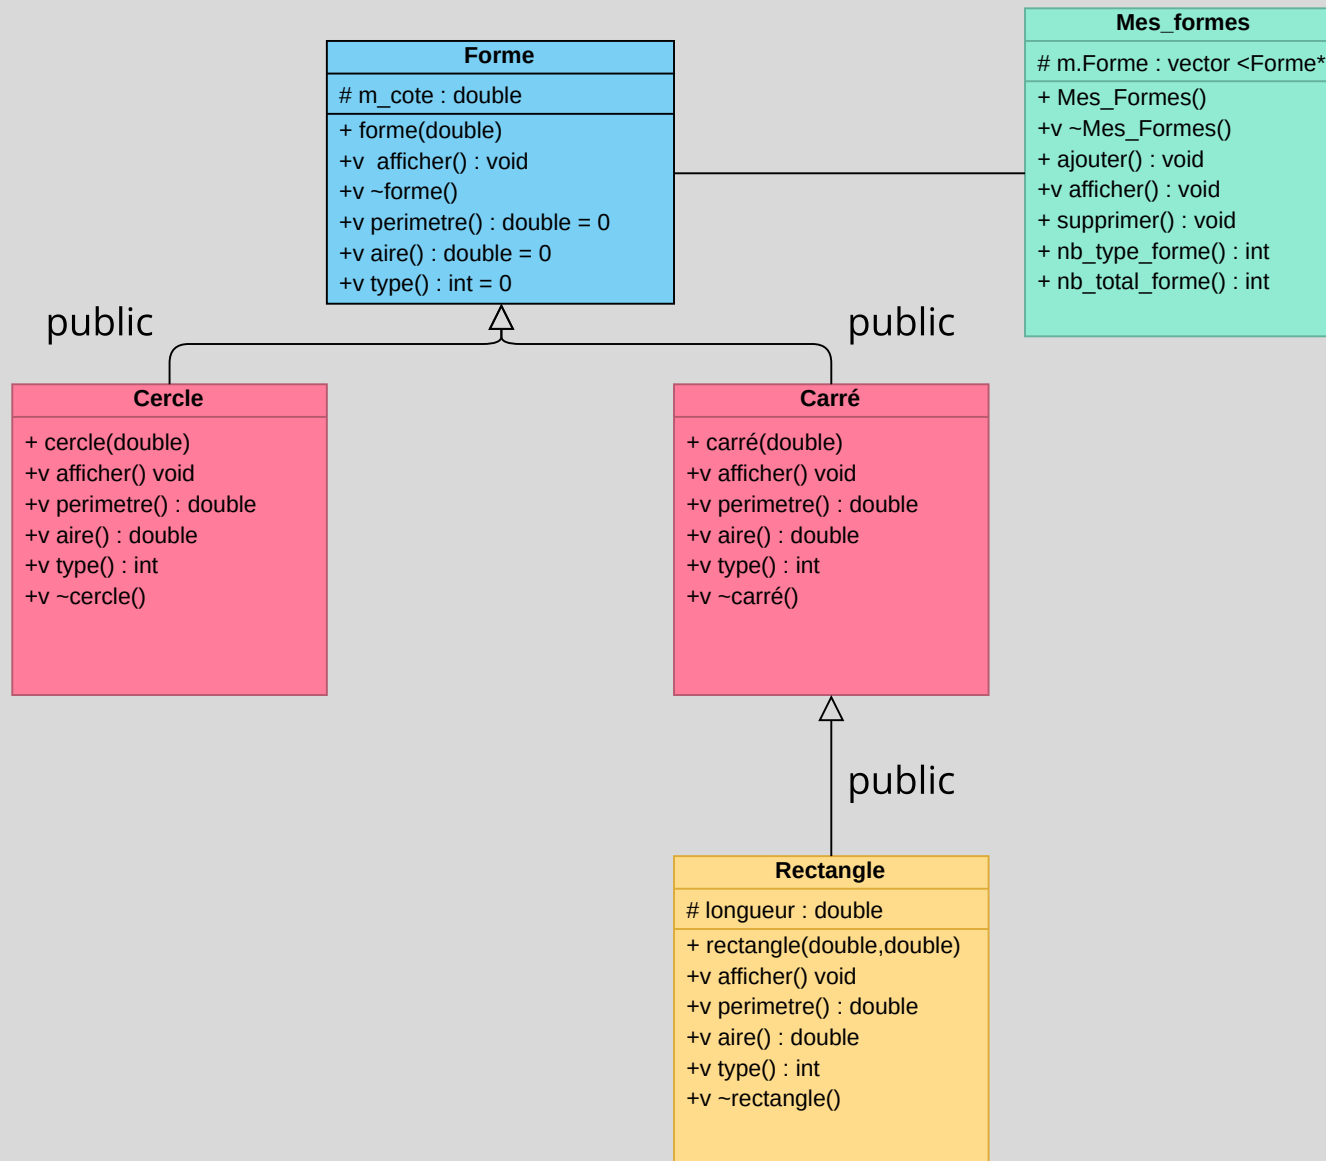 Forme
# m_cote : double
+ forme(double)
+v  afficher() : void
+v ~forme()
+v perimetre() : double = 0
+v aire() : double = 0
+v type() : int = 0
Mes_formes
# m.Forme : vector <Forme*
+ Mes_Formes()
+v ~Mes_Formes()
+ ajouter() : void
+v afficher() : void
+ supprimer() : void
+ nb_type_forme() : int
+ nb_total_forme() : int
public
public
Cercle
+ cercle(double)
+v afficher() void
+v perimetre() : double
+v aire() : double
+v type() : int
+v ~cercle()
Carré
+ carré(double)
+v afficher() void
+v perimetre() : double
+v aire() : double
+v type() : int
+v ~carré()
public
Rectangle
# longueur : double
+ rectangle(double,double)
+v afficher() void
+v perimetre() : double
+v aire() : double
+v type() : int
+v ~rectangle()